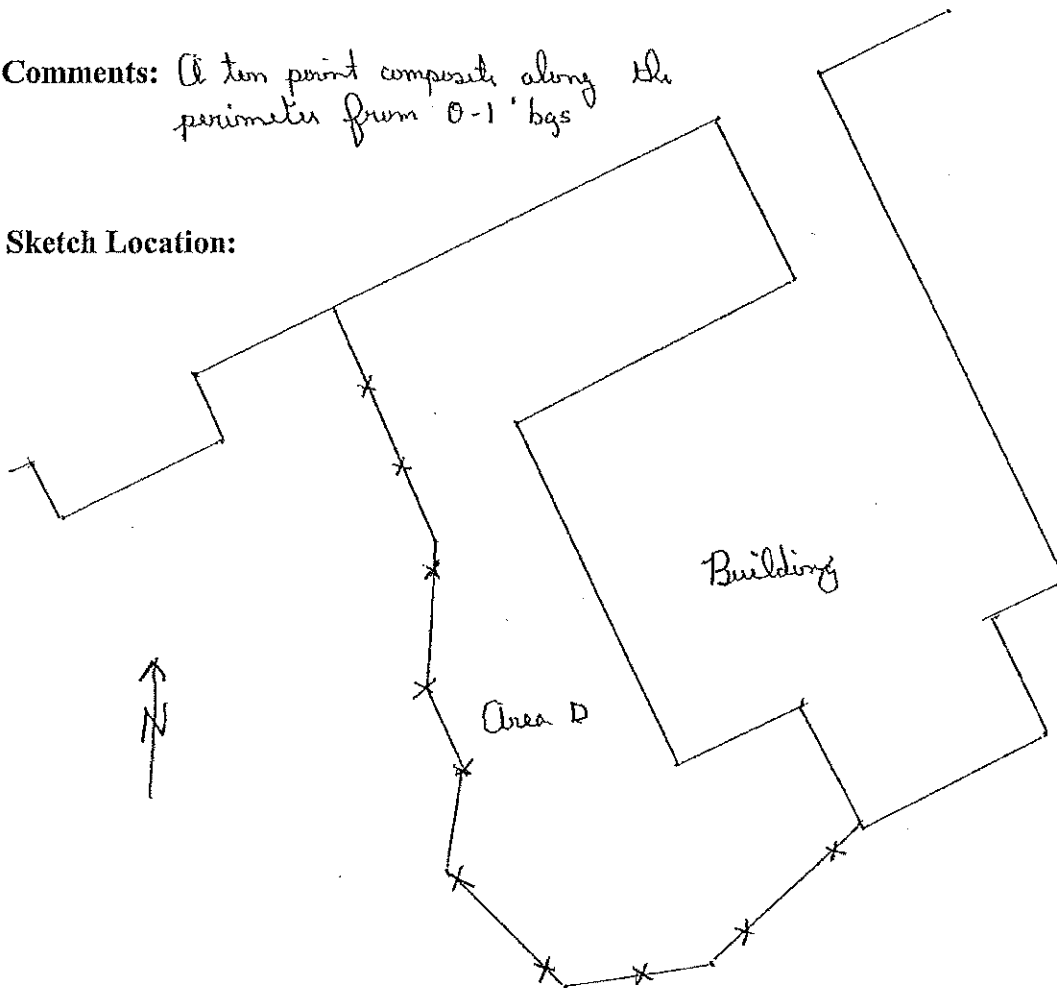 Comments: A ten point composite along the
perimeter from 0-1' bgs
Sketch Location:
Building
Area D
N